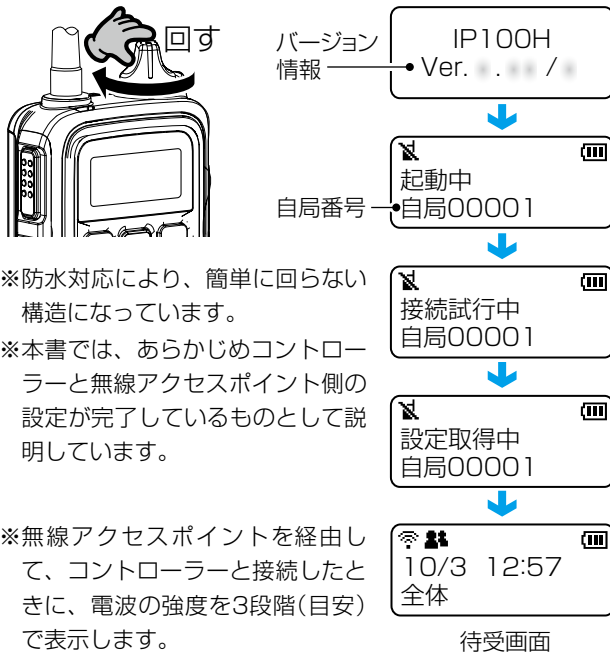 回す
バージョン
情報
IP100H
Ver.
起動中
自局番号
自局00001
接続試行中
自局00001
設定取得中
自局00001
10/3 12:57
全体
待受画面
※防水対応により、簡単に回らない
構造になっています。
※本書では、あらかじめコントロー
ラーと無線アクセスポイント側の
設定が完了しているものとして説
明しています。
※無線アクセスポイントを経由し
て、コントローラーと接続したと
きに、電波の強度を3段階(目安)
で表示します。